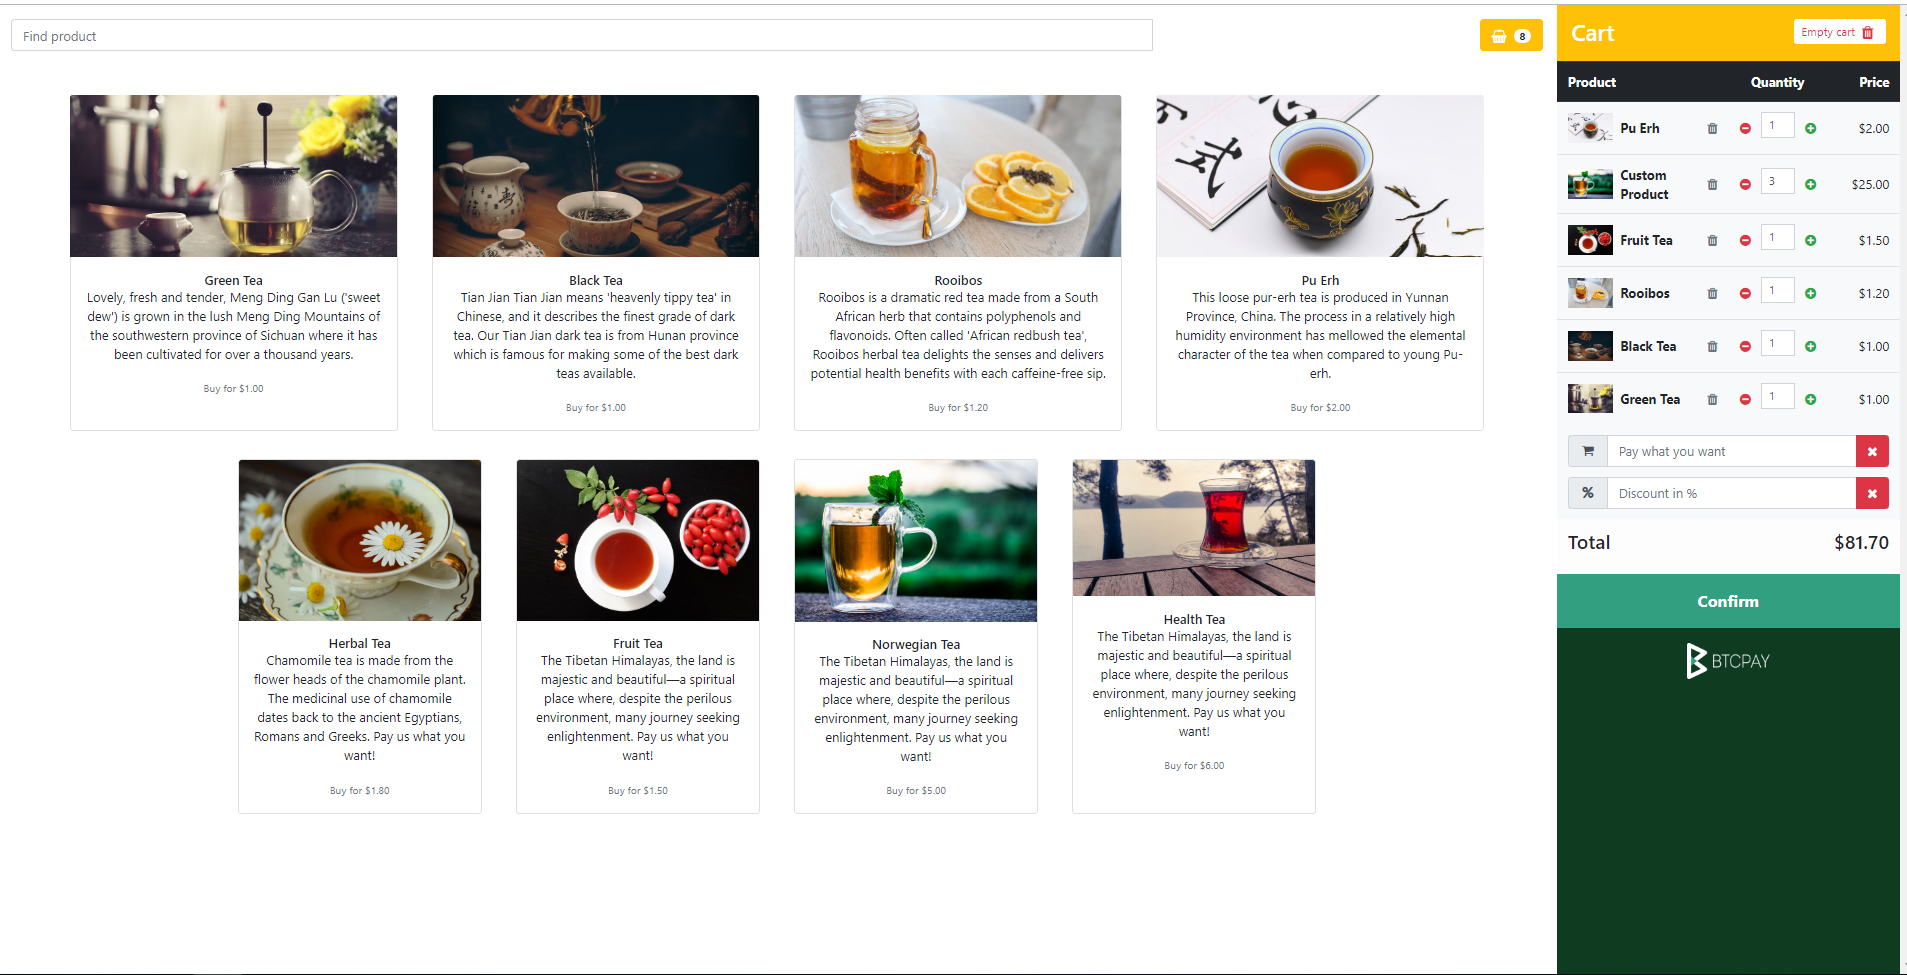 Find product
8
Green Tea
Lovely, fresh and tender, Meng Ding Gan Lu ('sweet
dew') is grown in the lush Meng Ding Mountains of
the southwestern province of Sichuan where it has
been cultivated for over a thousand years.
Buy for $1.00
Black Tea
Tian Jian Tian Jian means 'heavenly tippy tea' in
Chinese, and it describes the finest grade of dark
tea. Our Tian Jian dark tea is from Hunan province
which is famous for making some of the best dark
teas available.
Buy for $1.00
Rooibos
Rooibos is a dramatic red tea made from a South
African herb that contains polyphenols and
flavonoids. Often called 'African redbush tea',
Rooibos herbal tea delights the senses and delivers
potential health benefits with each caffeine-free sip.
Buy for $1.20
Pu Erh
This loose pur-erh tea is produced in Yunnan
Province, China. The process in a relatively high
humidity environment has mellowed the elemental
character of the tea when compared to young Pu-
erh.
Buy for $2.00
Herbal Tea
Chamomile tea is made from the
flower heads of the chamomile plant.
The medicinal use of chamomile
dates back to the ancient Egyptians,
Romans and Greeks. Pay us what you
want!
Buy for $1.80
Fruit Tea
The Tibetan Himalayas, the land is
majestic and beautiful—a spiritual
place where, despite the perilous
environment, many journey seeking
enlightenment. Pay us what you
want!
Buy for $1.50
Norwegian Tea
The Tibetan Himalayas, the land is
majestic and beautiful—a spiritual
place where, despite the perilous
environment, many journey seeking
enlightenment. Pay us what you
want!
Buy for $5.00
Health Tea
The Tibetan Himalayas, the land is
majestic and beautiful—a spiritual
place where, despite the perilous
environment, many journey seeking
enlightenment. Pay us what you
want!
Buy for $6.00
Cart
Empty cart
Product Quantity Price
Pu Erh 1 $2.00
Custom
Product 3 $25.00
Fruit Tea 1 $1.50
Rooibos 1 $1.20
Black Tea 1 $1.00
Green Tea 1 $1.00
Pay what you want
% Discount in %
Total $81.70
Confirm
BTCPAY